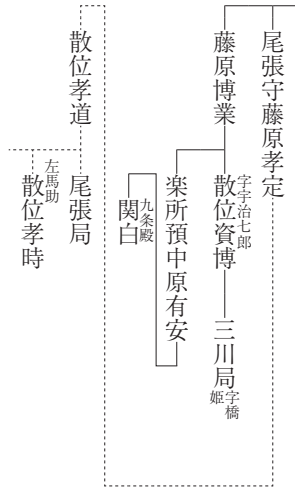 尾張守藤原孝定
藤原博業
散位資博
字宇治七郎
三川局
字橋姫
楽所預中原有安
関白
九条殿
散位孝道
尾張局
散位孝時
左馬助